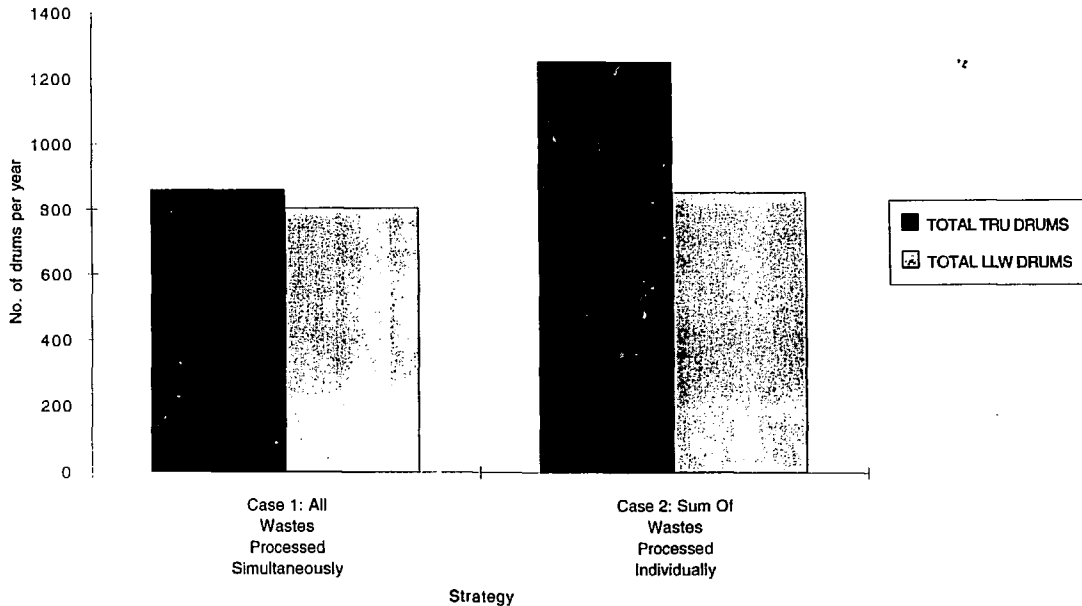 1400
1200
1000
800
600
400
200
0
No. of drums per year
TOTAL TRU DRUMS
TOTAL LLW DRUMS
Case 1: All
Wastes
Processed
Simultaneously
Case 2: Sum Of
Wastes
Processed
Individually
Strategy